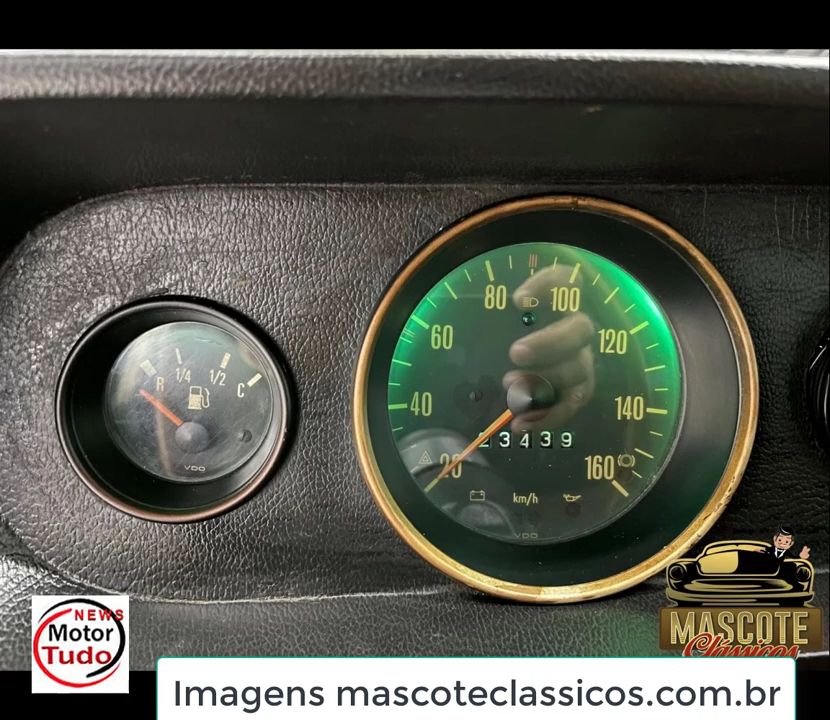 80
100
60
120
R
1/4
1/2
C
40
140
23439
20
160
VDO
km/h
VDO
NEWS
Motor
Tudo
MASCOTE
Clássicos
Imagens mascoteclassicos.com.br